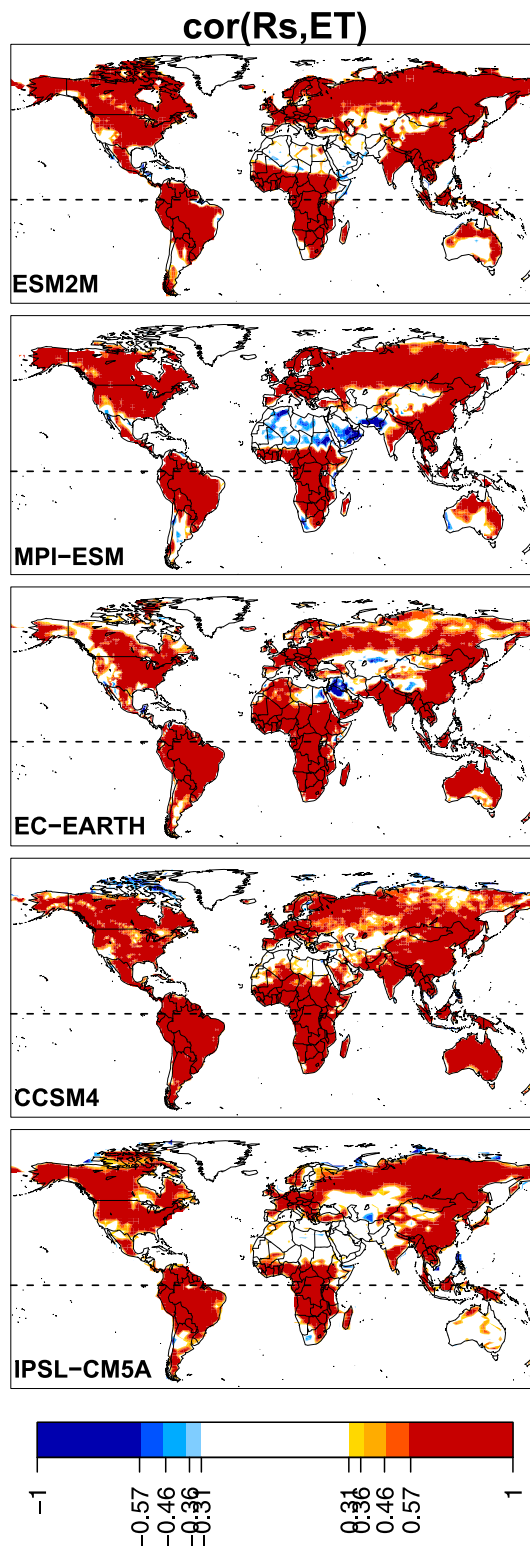 cor(Rs,ET)
ESM2M
MPI−ESM
EC−EARTH
CCSM4
IPSL−CM5A
−1
−0.57
−0.46
−0.36
−0.31
0.31
0.36
0.46
0.57
1